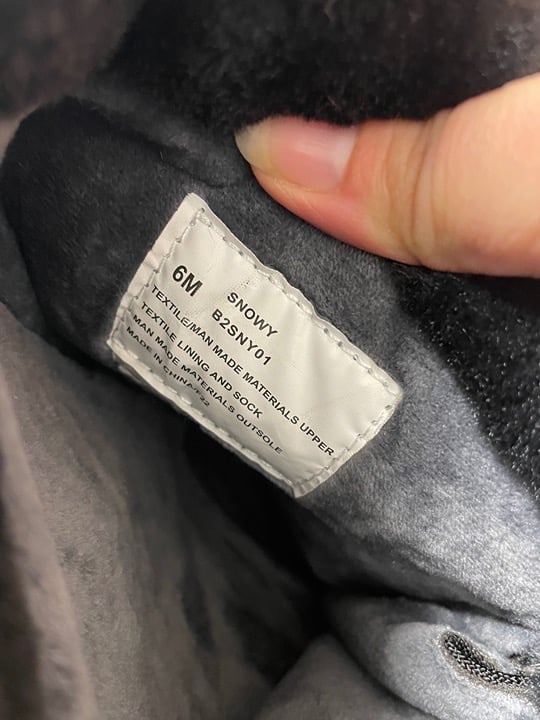 SNOWY
6M B2SNY01
TEXTILE/MAN MADE MATERIALS UPPER
TEXTILE LINING AND SOCK
MAN MADE MATERIALS OUTSOLE
MADE IN CHINA/F22